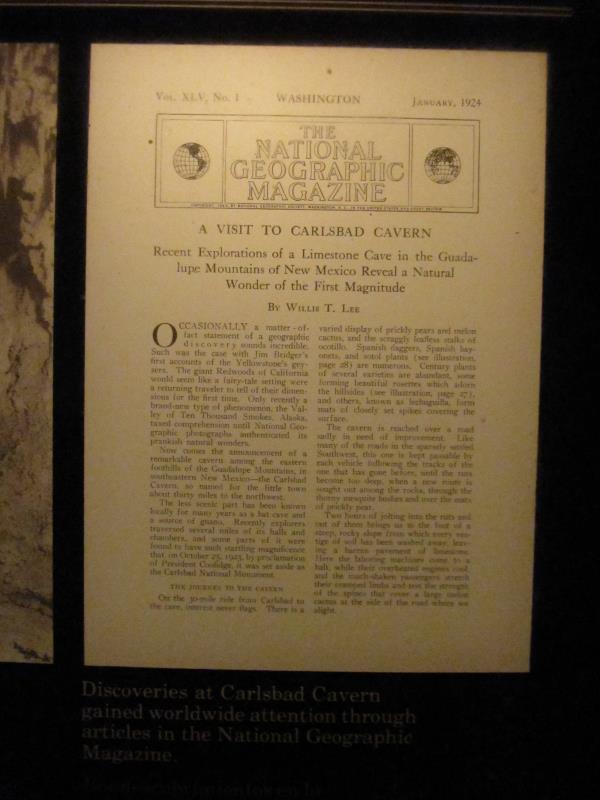 Vol. XLV, No. 1 WASHINGTON January, 1924
THE
NATIONAL
GEOGRAPHIC
MAGAZINE
A VISIT TO CARLSBAD CAVERN
Recent Explorations of a Limestone Cave in the Guada-
lupe Mountains of New Mexico Reveal a Natural
Wonder of the First Magnitude
By Willis T. Lee
OCCASIONALLY a matter-of-
fact statement of a geographic
discovery sounds incredible.
Such was the case with Jim Bridger's
first accounts of the Yellowstone's gey-
sers. The giant Redwoods of California
would seem like a fairy-tale setting were
a returning traveler to tell of their dimen-
sions for the first time. Only recently a
brand-new type of phenomenon, the Val-
ley of Ten Thousand Smokes, Alaska,
taxed comprehension until National Geo-
graphic photographs authenticated its
prankish natural wonders.
Now comes the announcement of a
remarkable cavern among the eastern
foothills of the Guadalupe Mountains, in
southeastern New Mexico—the Carlsbad
Cavern, so named for the little town
about thirty miles to the northwest.
The less scenic part has been known
locally for many years as a bat cave and
a source of guano. Recently explorers
traversed several miles of its halls and
chambers, and some parts of it were
found to have such startling magnificence
that, on October 25, 1923, by proclamation
of President Coolidge, it was set aside as
the Carlsbad National Monument.
THE JOURNEY TO THE CAVERN
On the 30-mile ride from Carlsbad to
the cave, interest never flags. There is a
varied display of prickly pears and melon
cactus, and the scraggly leafless stalks of
ocotillo. Spanish daggers, Spanish bay-
onets, and sotol plants (see illustration,
page 28) are numerous. Century plants
of several varieties are abundant, some
forming beautiful rosettes which adorn
the hillsides (see illustration, page 27),
and others, known as lechuguilla, form
mats of closely set spikes covering the
surface.
The cavern is reached over a road
sadly in need of improvement. Like
many of the roads in the sparsely settled
Southwest, this one is kept passable by
each vehicle following the tracks of the
one that has gone before, until the ruts
become too deep, when a new route is
sought out among the rocks, through the
thorny mesquite bushes and over the mats
of prickly pear.
Two hours of jolting into the ruts and
out of them brings us to the foot of a
steep, rocky slope from which every ves-
tige of soil has been washed away, leav-
ing a barren pavement of limestone.
Here the laboring machines come to a
halt, while their overheated engines cool,
and the much-shaken passengers stretch
their cramped limbs and test the strength
of the spines that cover a large melon
cactus at the side of the road where we
alight.
Discoveries at Carlsbad Cavern
gained worldwide attention through
articles in the National Geographic
Magazine.